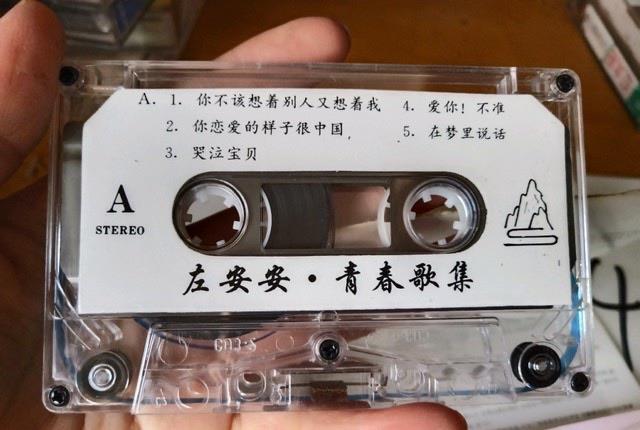 A. 1. 你不该想着别人又想着我 4. 爱你！不准
2. 你恋爱的样子很中国 5. 在梦里说话
3. 哭泣宝贝
A
STEREO
左安安·青春歌集